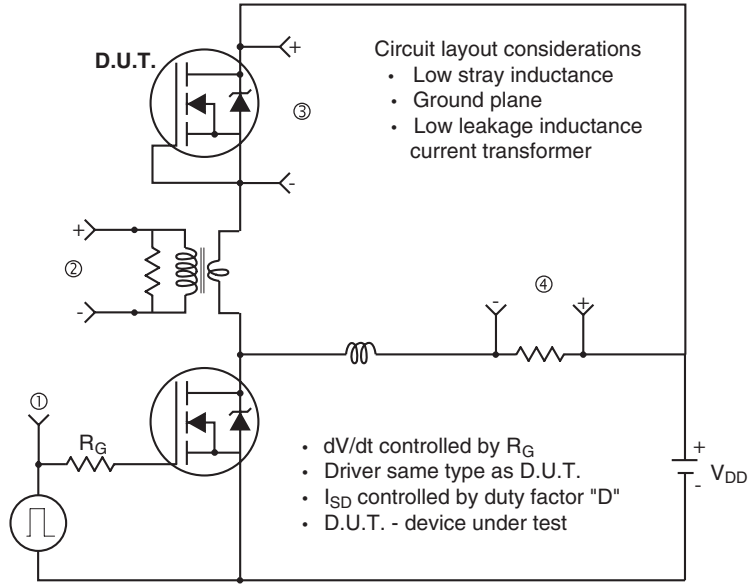 D.U.T.
+
Circuit layout considerations
• Low stray inductance
• Ground plane
• Low leakage inductance
current transformer
③
-
+
②
-
④
- +
①
R_G
• dV/dt controlled by R_G
• Driver same type as D.U.T.
• I_SD controlled by duty factor "D"
• D.U.T. - device under test
+
V_DD
-